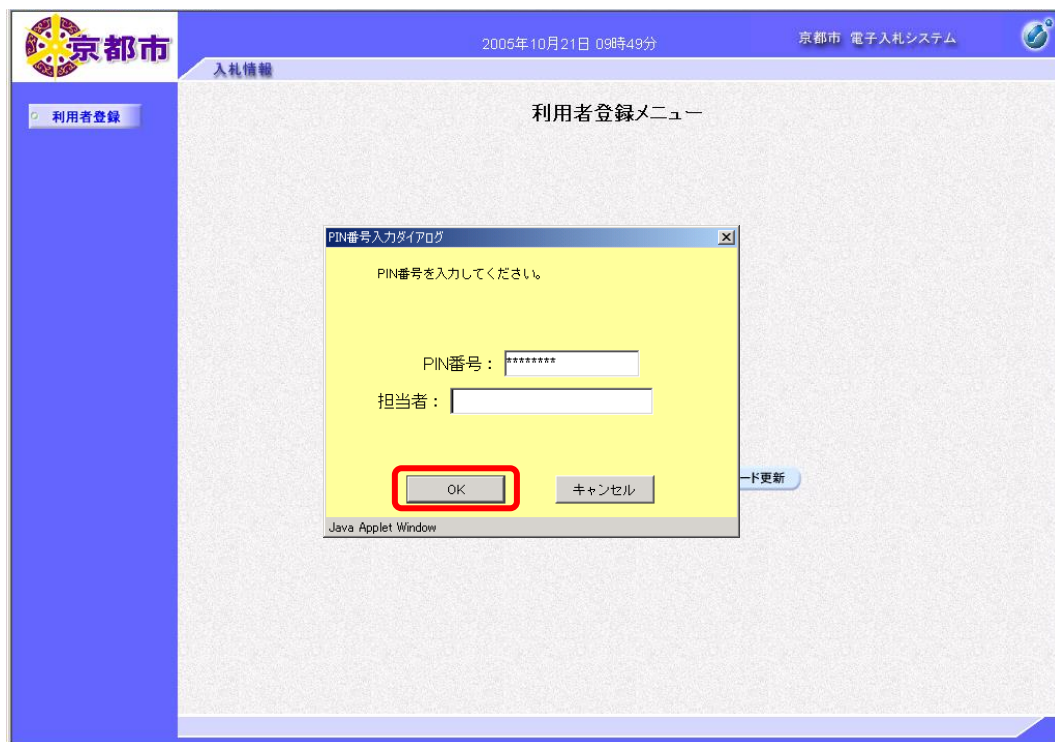 京都市
2005年10月21日 09時49分
京都市 電子入札システム
入札情報
利用者登録
利用者登録メニュー
PIN番号入力ダイアログ
PIN番号を入力してください。
PIN番号： ********
担当者：
OK
キャンセル
ード更新
Java Applet Window